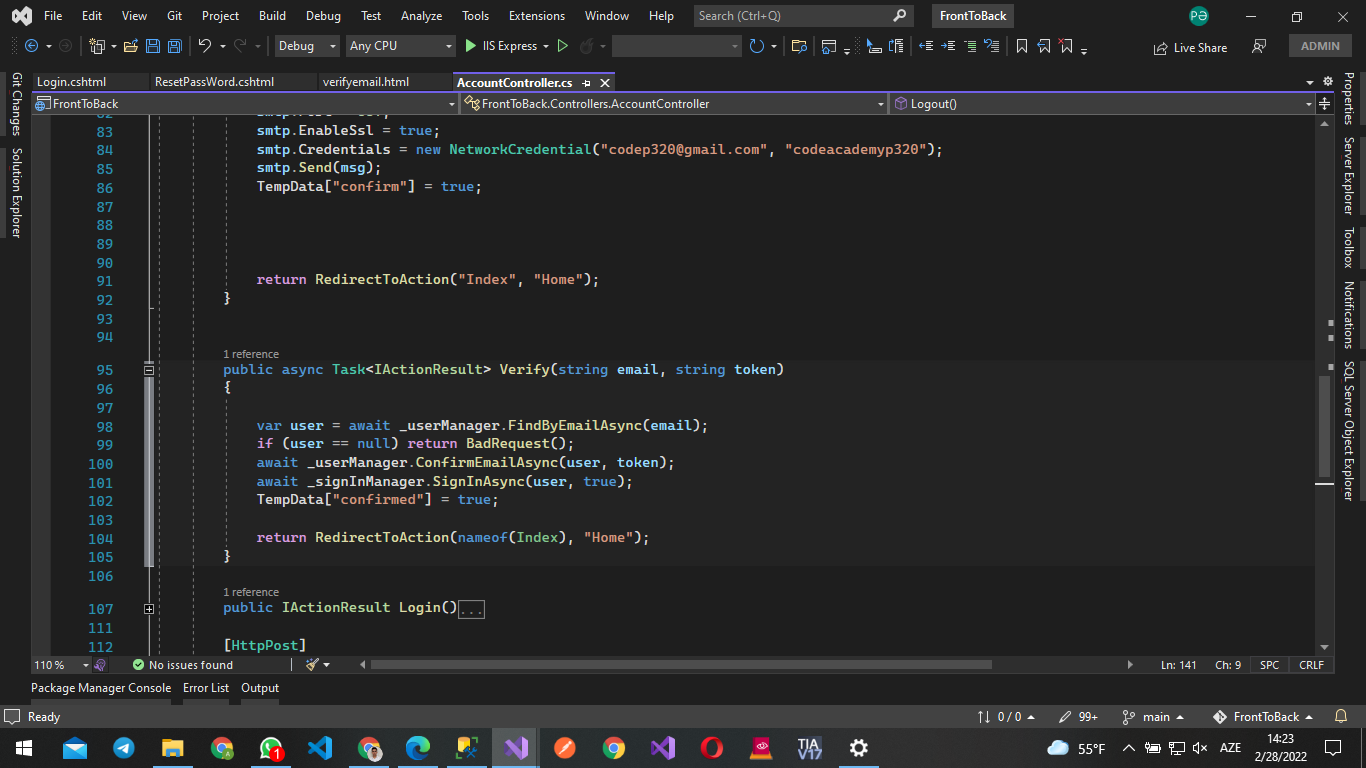 File Edit View Git Project Build Debug Test Analyze Tools Extensions Window Help Search (Ctrl+Q) FrontToBack PƏ
Debug Any CPU IIS Express Live Share ADMIN
Git Changes
Solution Explorer
Login.cshtml ResetPassWord.cshtml verifyemail.html AccountController.cs
FrontToBack FrontToBack.Controllers.AccountController Logout()
83 smtp.EnableSsl = true;
84 smtp.Credentials = new NetworkCredential("codep320@gmail.com", "codeacademyp320");
85 smtp.Send(msg);
86 TempData["confirm"] = true;
87
88
89
90
91 return RedirectToAction("Index", "Home");
92 }
93
94
1 reference
95 public async Task<IActionResult> Verify(string email, string token)
96 {
97
98 var user = await _userManager.FindByEmailAsync(email);
99 if (user == null) return BadRequest();
100 await _userManager.ConfirmEmailAsync(user, token);
101 await _signInManager.SignInAsync(user, true);
102 TempData["confirmed"] = true;
103
104 return RedirectToAction(nameof(Index), "Home");
105 }
106
1 reference
107 public IActionResult Login()...
111
112 [HttpPost]
Properties
Server Explorer
Toolbox
Notifications
SQL Server Object Explorer
110 % No issues found Ln: 141 Ch: 9 SPC CRLF
Package Manager Console Error List Output
Ready 0 / 0 99+ main FrontToBack
1 TIA V17 55°F AZE 14:23
2/28/2022